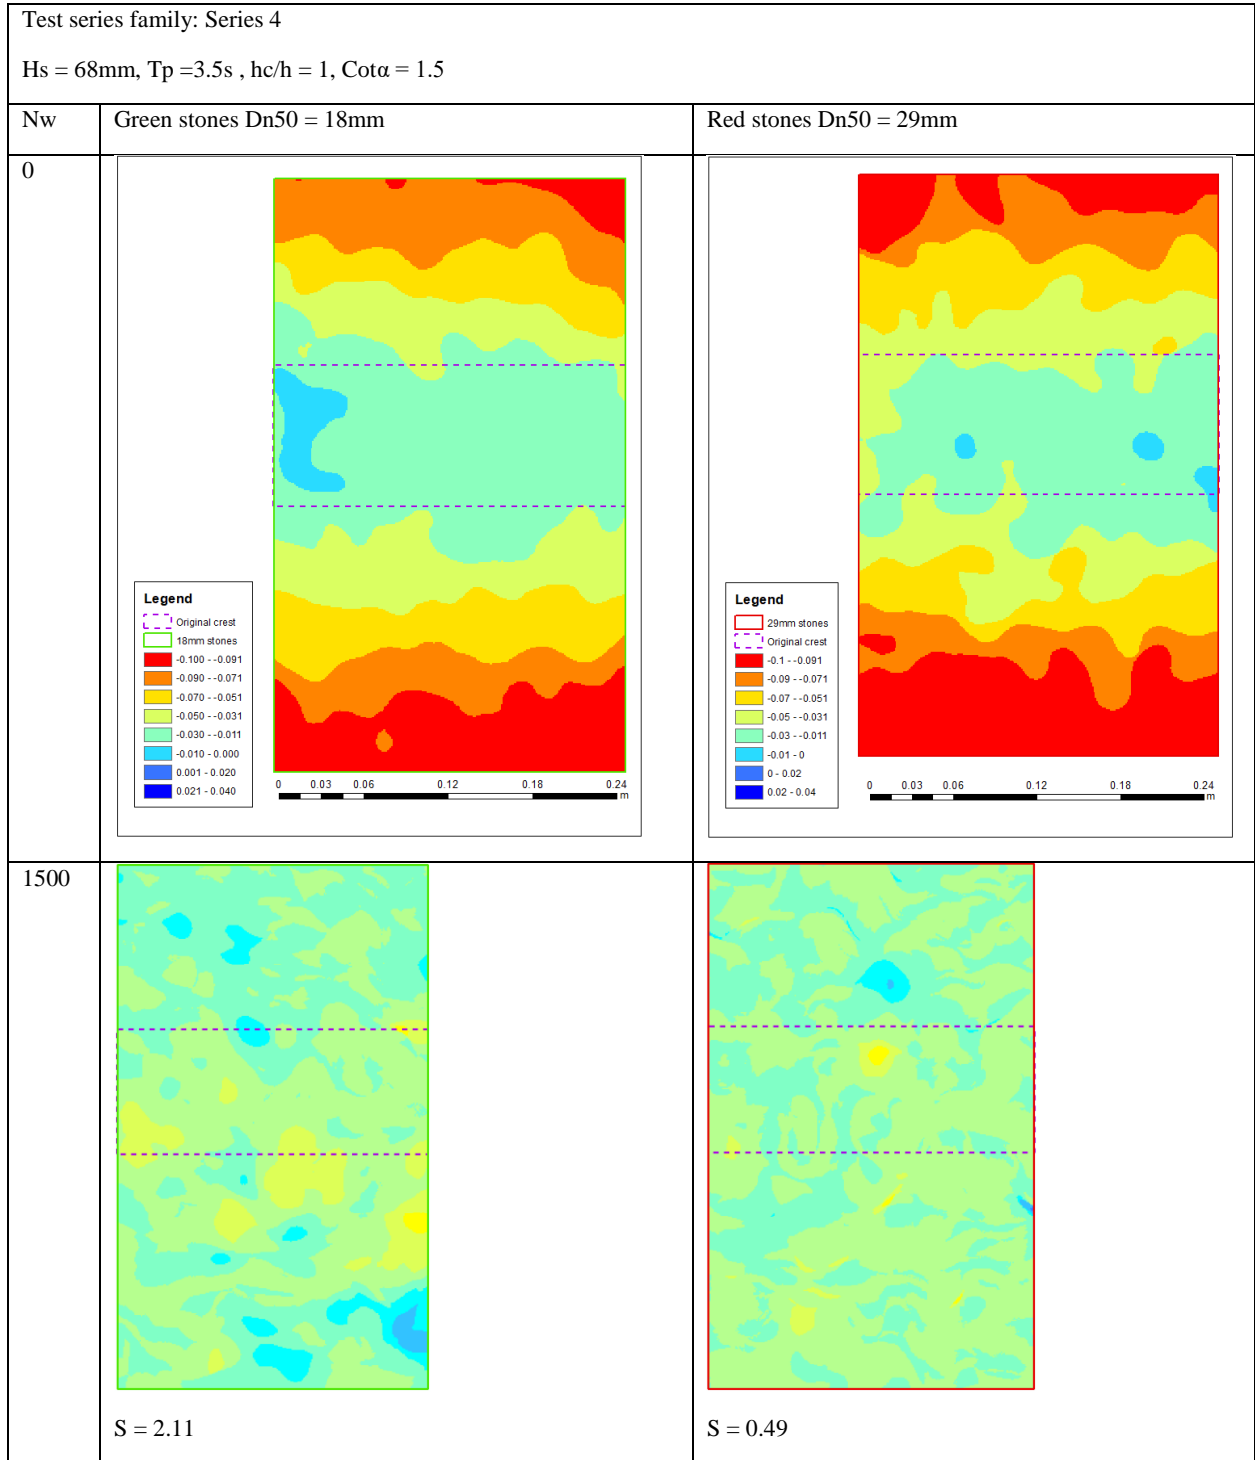 Test series family: Series 4
Hs = 68mm, Tp =3.5s , hc/h = 1, Cotα = 1.5
Nw
Green stones Dn50 = 18mm
Red stones Dn50 = 29mm
0
Legend
Original crest
18mm stones
-0.100 - -0.091
-0.090 - -0.071
-0.070 - -0.051
-0.050 - -0.031
-0.030 - -0.011
-0.010 - 0.000
0.001 - 0.020
0.021 - 0.040
0 0.03 0.06 0.12 0.18 0.24
m
Legend
29mm stones
Original crest
-0.1 - -0.091
-0.09 - -0.071
-0.07 - -0.051
-0.05 - -0.031
-0.03 - -0.011
-0.01 - 0
0 - 0.02
0.02 - 0.04
0 0.03 0.06 0.12 0.18 0.24
m
1500
S = 2.11
S = 0.49